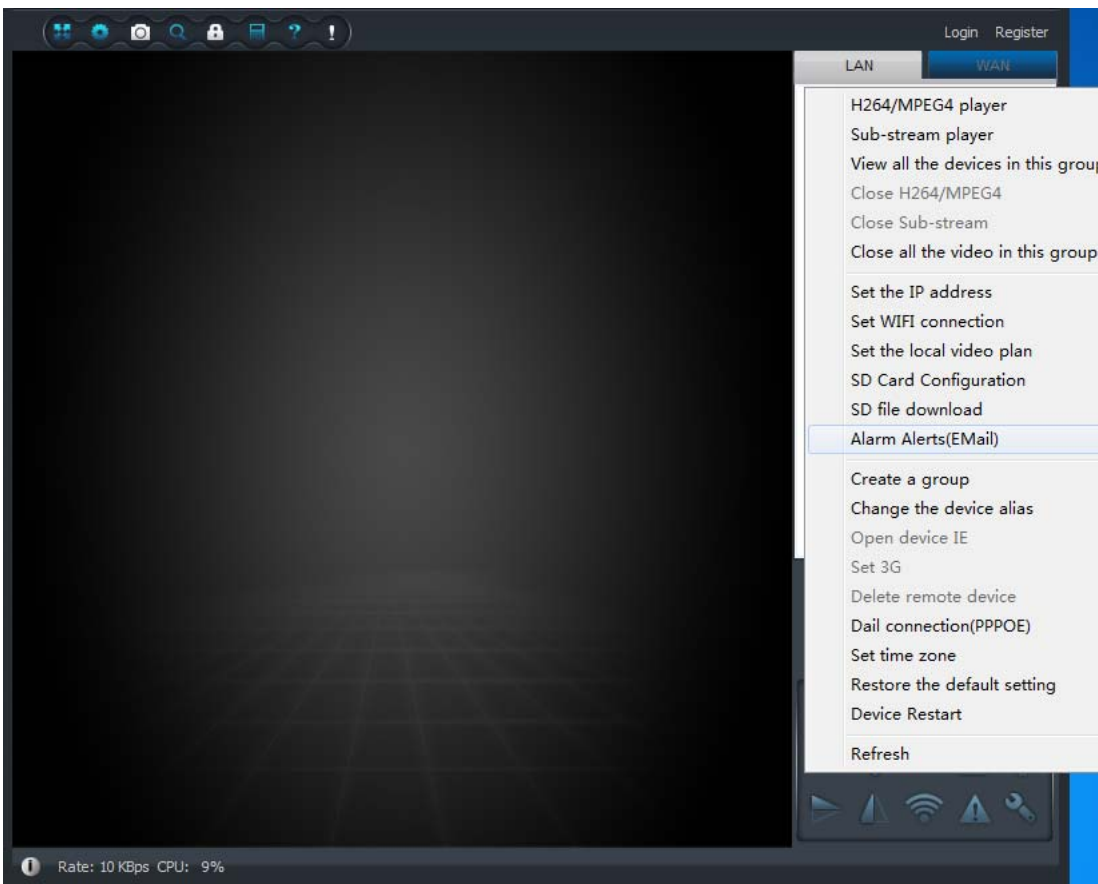 Login Register
LAN WAN
H264/MPEG4 player
Sub-stream player
View all the devices in this group
Close H264/MPEG4
Close Sub-stream
Close all the video in this group
Set the IP address
Set WIFI connection
Set the local video plan
SD Card Configuration
SD file download
Alarm Alerts(EMail)
Create a group
Change the device alias
Open device IE
Set 3G
Delete remote device
Dail connection(PPPOE)
Set time zone
Restore the default setting
Device Restart
Refresh
Rate: 10 KBps CPU: 9%